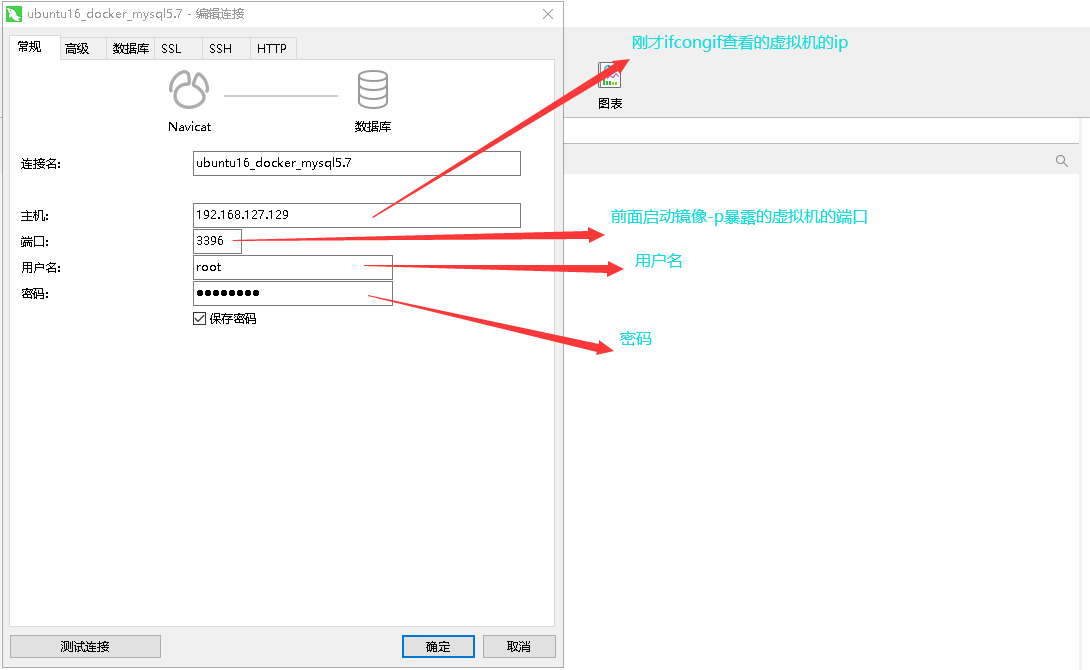 ubuntu16_docker_mysql5.7 - 编辑连接
常规 高级 数据库 SSL SSH HTTP
刚才ifcongif查看的虚拟机的ip
图表
Navicat 数据库
连接名: ubuntu16_docker_mysql5.7
主机: 192.168.127.129
前面启动镜像-p暴露的虚拟机的端口
端口: 3396
用户名: root
用户名
密码: ●●●●●●●●
保存密码
密码
测试连接 确定 取消